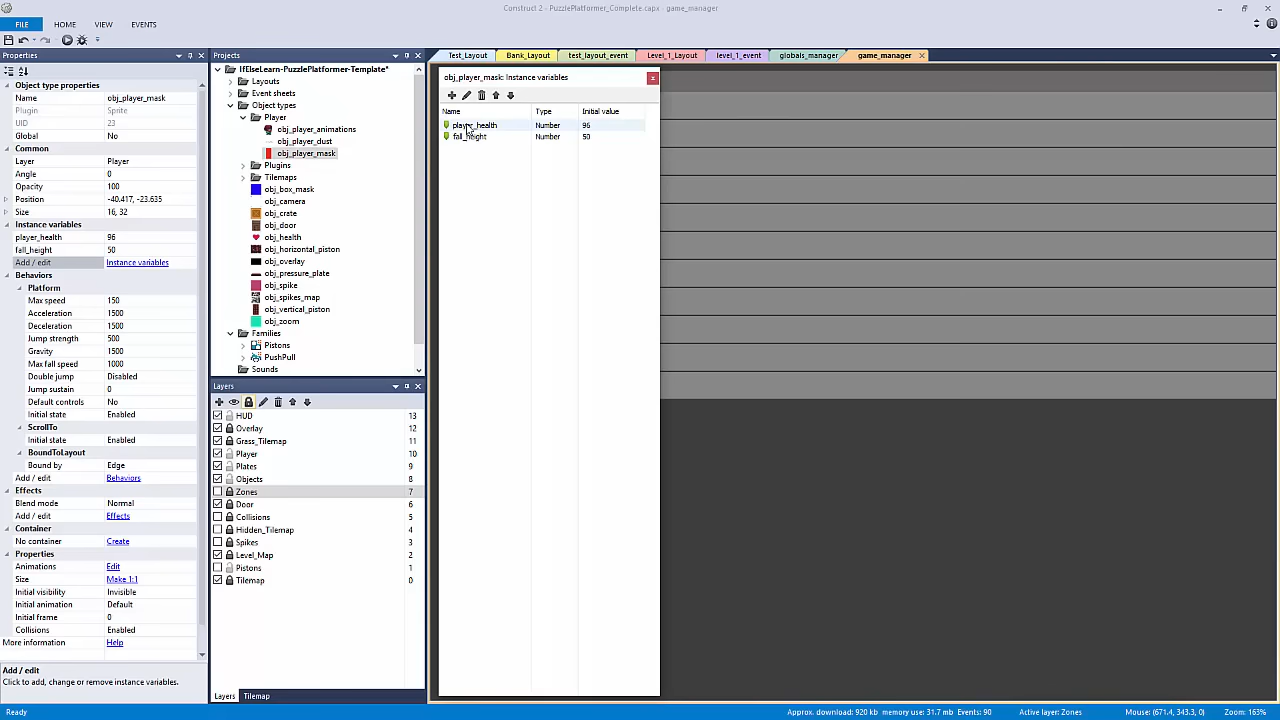 Construct 2 - PuzzlePlatformer_Complete.capx - game_manager
FILE HOME VIEW EVENTS
Properties
Object type properties
Name obj_player_mask
Plugin Sprite
UID 23
Global No
Common
Layer Player
Angle 0
Opacity 100
Position -40.417, -23.635
Size 16, 32
Instance variables
player_health 96
fall_height 50
Add / edit Instance variables
Behaviors
Platform
Max speed 150
Acceleration 1500
Deceleration 1500
Jump strength 500
Gravity 1500
Max fall speed 1000
Double jump Disabled
Jump sustain 0
Default controls No
Initial state Enabled
ScrollTo
Initial state Enabled
BoundToLayout
Bound by Edge
Add / edit Behaviors
Effects
Blend mode Normal
Add / edit Effects
Container
No container Create
Properties
Animations Edit
Size Make 1:1
Initial visibility Invisible
Initial animation Default
Initial frame 0
Collisions Enabled
More information Help
Add / edit
Click to add, change or remove instance variables.
Projects
IfElseLearn-PuzzlePlatformer-Template*
Layouts
Event sheets
Object types
Player
obj_player_animations
obj_player_dust
obj_player_mask
Plugins
Tilemaps
obj_box_mask
obj_camera
obj_crate
obj_door
obj_health
obj_horizontal_piston
obj_overlay
obj_pressure_plate
obj_spike
obj_spikes_map
obj_vertical_piston
obj_zoom
Families
Pistons
PushPull
Sounds
Layers
HUD 13
Overlay 12
Grass_Tilemap 11
Player 10
Plates 9
Objects 8
Zones 7
Door 6
Collisions 5
Hidden_Tilemap 4
Spikes 3
Level_Map 2
Pistons 1
Tilemap 0
Layers Tilemap
Test_Layout Bank_Layout test_layout_event Level_1_Layout level_1_event globals_manager game_manager
obj_player_mask: Instance variables
Name Type Initial value
player_health Number 96
fall_height Number 50
Ready
Approx. download: 920 kb memory use: 31.7 mb Events: 90 Active layer: Zones Mouse: (671.4, 343.3, 0) Zoom: 163%